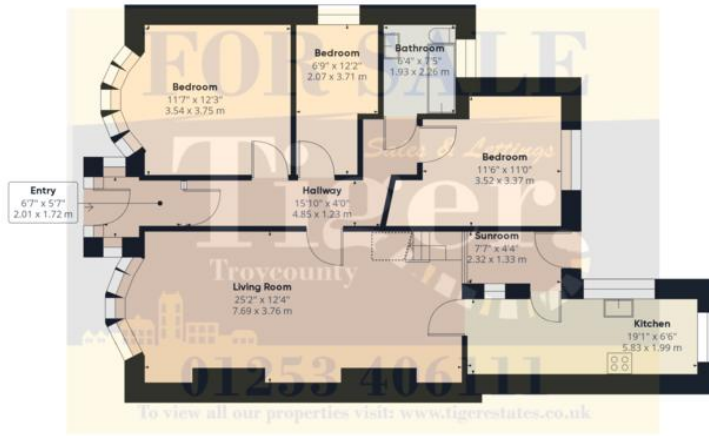 FOR SALE
Bedroom
11'7" x 12'3"
3.54 x 3.75 m
Bedroom
6'9" x 12'2"
2.07 x 3.71 m
Bathroom
6'4" x 7'5"
1.93 x 2.26 m
Sales & Lettings
Bedroom
11'6" x 11'0"
3.52 x 3.37 m
Entry
6'7" x 5'7"
2.01 x 1.72 m
Hallway
15'10" x 4'0"
4.85 x 1.23 m
Tiger
Sunroom
7'7" x 4'4"
2.32 x 1.33 m
Troycounty
Living Room
25'2" x 12'4"
7.69 x 3.76 m
Kitchen
19'1" x 6'6"
5.83 x 1.99 m
01253 406111
To view all our properties visit: www.tigerestates.co.uk